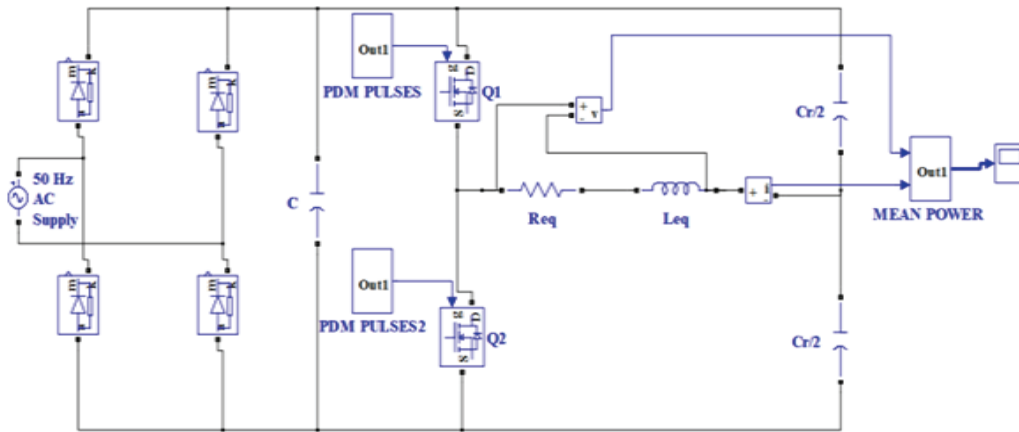 m
k
a
m
k
a
50 Hz
AC
Supply
m
k
a
m
k
a
C
Out1
PDM PULSES
g
D
S
Q1
+
-
v
Req
Leq
+
i
-
Cr/2
Out1
MEAN POWER
Out1
PDM PULSES2
g
D
S
Q2
Cr/2